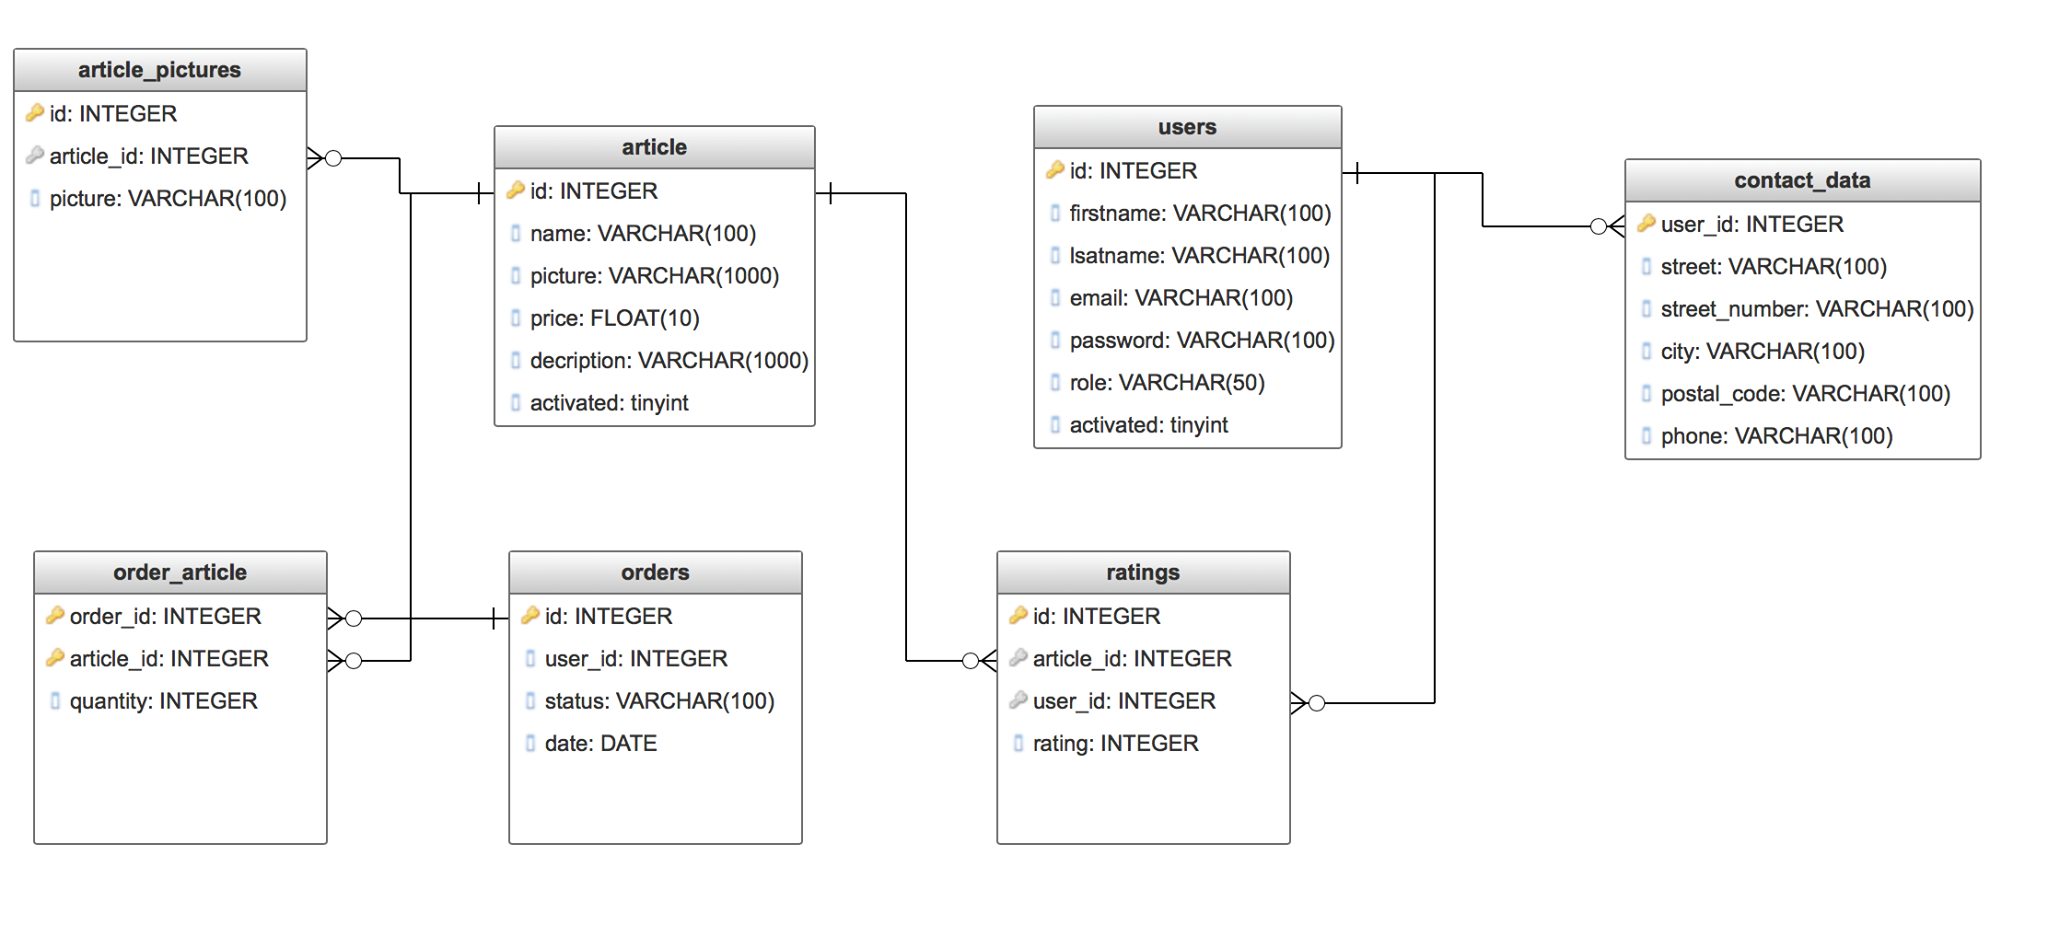 article_pictures
id: INTEGER
article_id: INTEGER
picture: VARCHAR(100)
article
id: INTEGER
name: VARCHAR(100)
picture: VARCHAR(1000)
price: FLOAT(10)
decription: VARCHAR(1000)
activated: tinyint
users
id: INTEGER
firstname: VARCHAR(100)
lsatname: VARCHAR(100)
email: VARCHAR(100)
password: VARCHAR(100)
role: VARCHAR(50)
activated: tinyint
contact_data
user_id: INTEGER
street: VARCHAR(100)
street_number: VARCHAR(100)
city: VARCHAR(100)
postal_code: VARCHAR(100)
phone: VARCHAR(100)
order_article
order_id: INTEGER
article_id: INTEGER
quantity: INTEGER
orders
id: INTEGER
user_id: INTEGER
status: VARCHAR(100)
date: DATE
ratings
id: INTEGER
article_id: INTEGER
user_id: INTEGER
rating: INTEGER